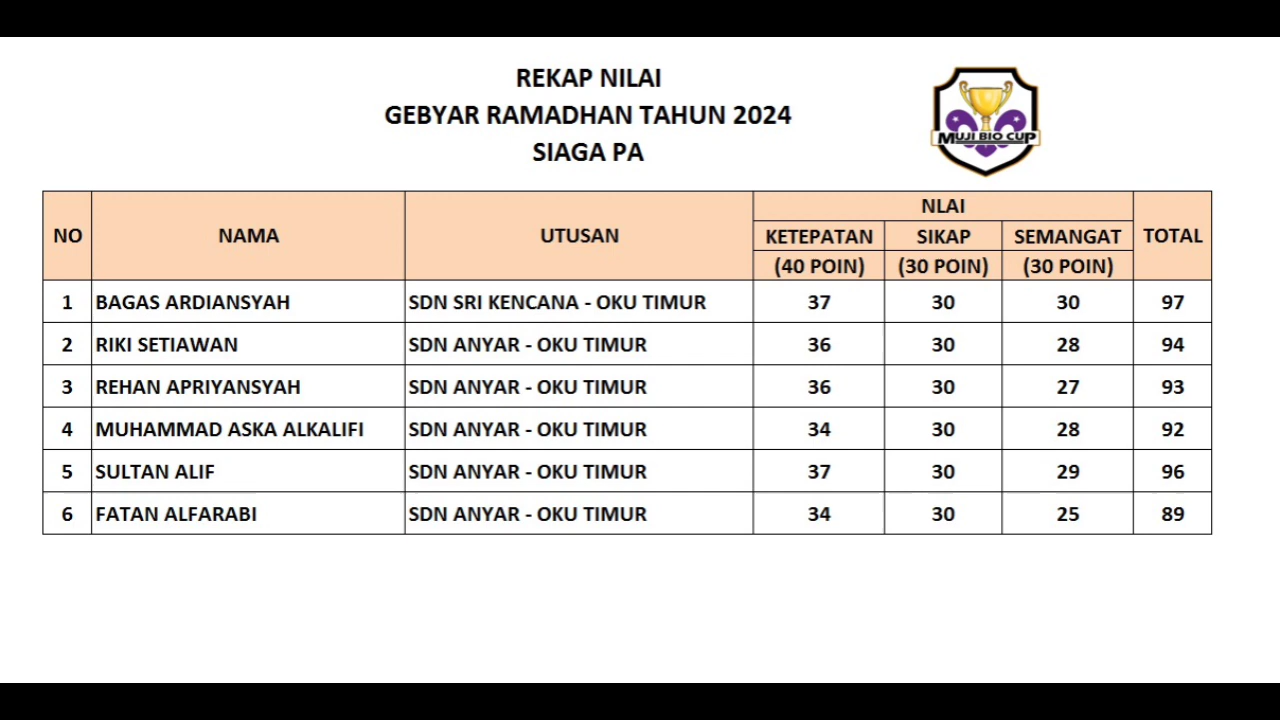 REKAP NILAI
GEBYAR RAMADHAN TAHUN 2024
SIAGA PA
MUJI BIO CUP
NO NAMA UTUSAN NLAI TOTAL
KETEPATAN SIKAP SEMANGAT
(40 POIN) (30 POIN) (30 POIN)
1 BAGAS ARDIANSYAH SDN SRI KENCANA - OKU TIMUR 37 30 30 97
2 RIKI SETIAWAN SDN ANYAR - OKU TIMUR 36 30 28 94
3 REHAN APRIYANSYAH SDN ANYAR - OKU TIMUR 36 30 27 93
4 MUHAMMAD ASKA ALKALIFI SDN ANYAR - OKU TIMUR 34 30 28 92
5 SULTAN ALIF SDN ANYAR - OKU TIMUR 37 30 29 96
6 FATAN ALFARABI SDN ANYAR - OKU TIMUR 34 30 25 89